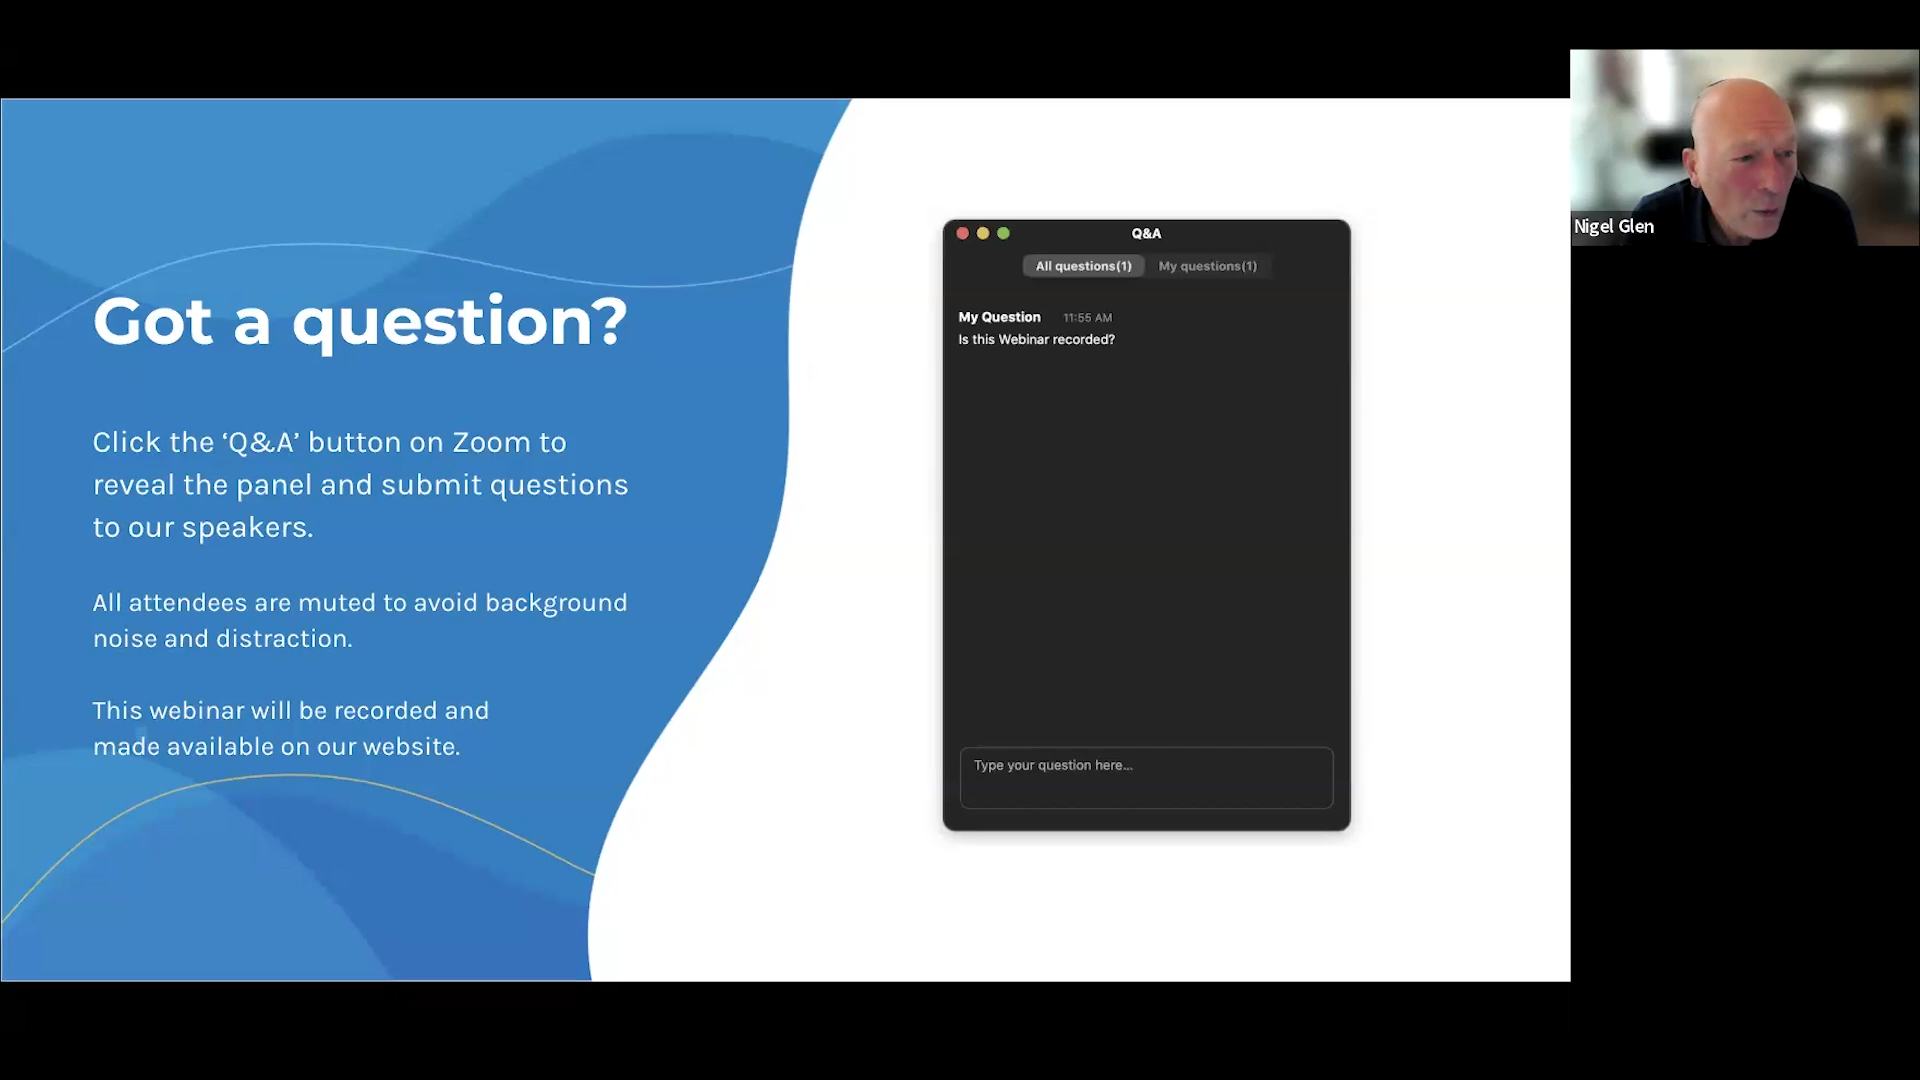 Got a question?
Click the ‘Q&A’ button on Zoom to
reveal the panel and submit questions
to our speakers.
All attendees are muted to avoid background
noise and distraction.
This webinar will be recorded and
made available on our website.
Q&A
All questions(1) My questions(1)
My Question 11:55 AM
Is this Webinar recorded?
Type your question here...
Nigel Glen